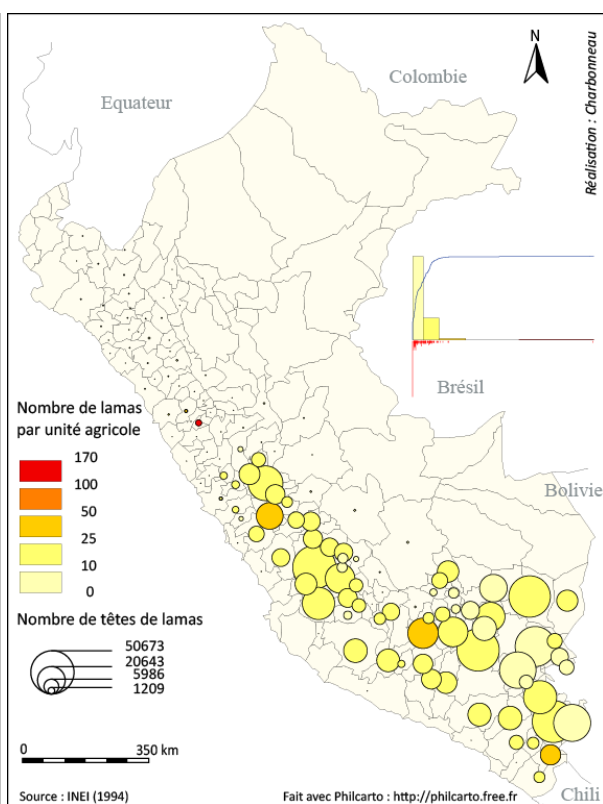 N
Colombie
Equateur
Réalisation : Charbonneau
Brésil
Nombre de lamas
par unité agricole
170
100
50
25
10
0
Bolivie
Nombre de têtes de lamas
50673
20643
5986
1209
0 350 km
Chili
Source : INEI (1994) Fait avec Philcarto : http://philcarto.free.fr